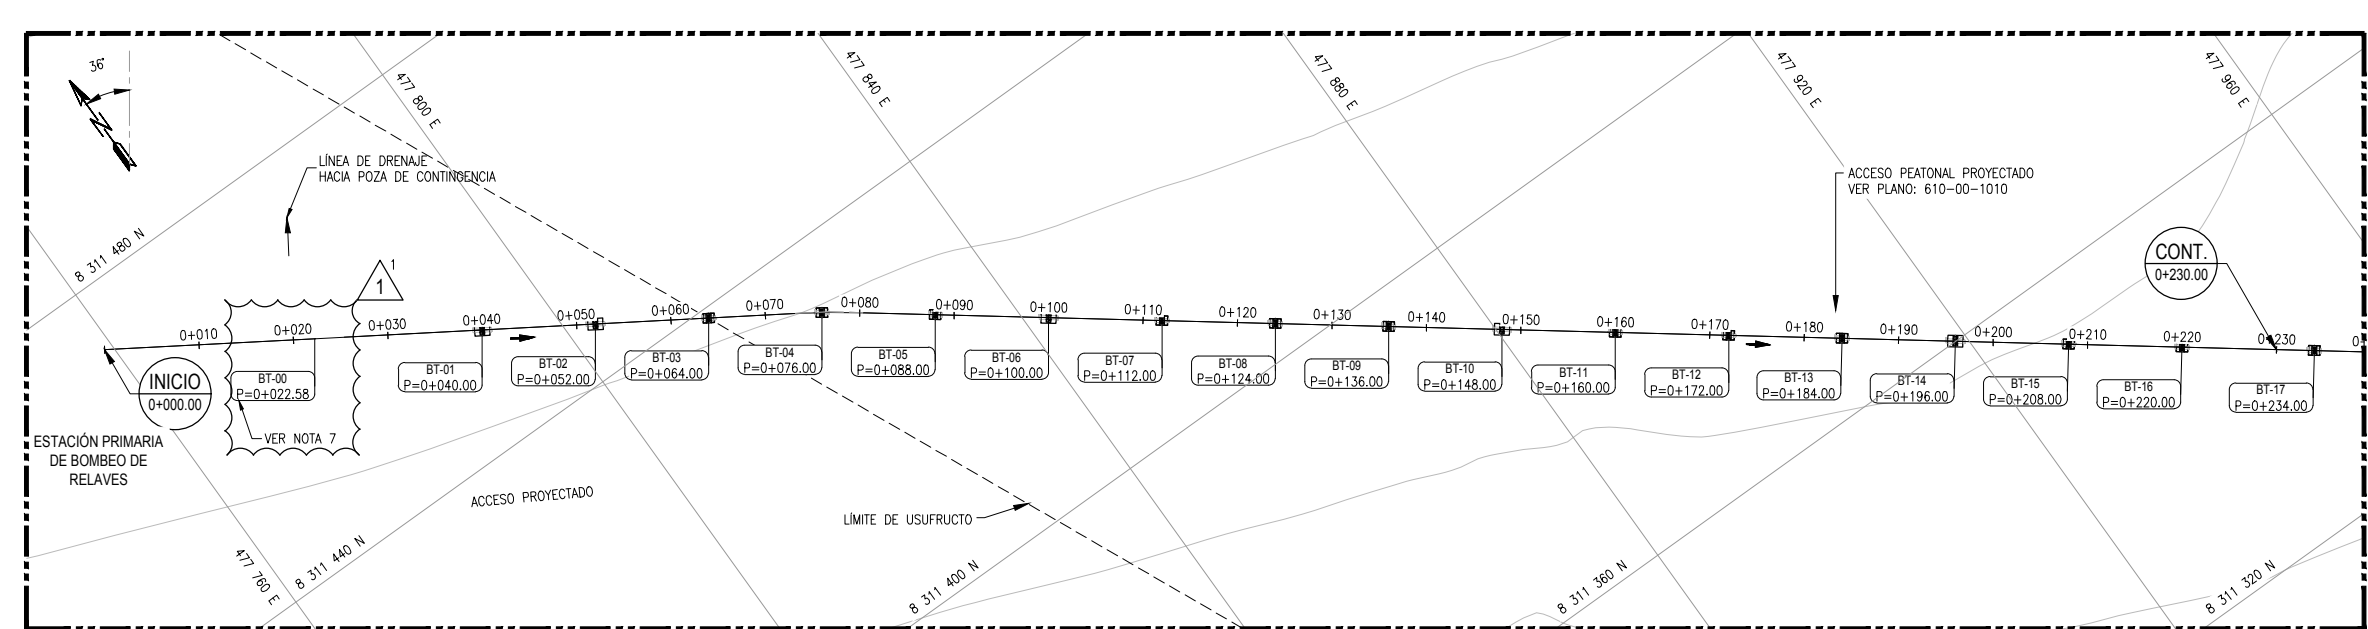 36°
477 800 E
477 840 E
477 880 E
477 920 E
477 960 E
LÍNEA DE DRENAJE
HACIA POZA DE CONTINGENCIA
ACCESO PEATONAL PROYECTADO
VER PLANO: 610-00-1010
8 311 480 N
1
1
CONT.
0+230.00
0+010
0+020
0+030
0+040
0+050
0+060
0+070
0+080
0+090
0+100
0+110
0+120
0+130
0+140
0+150
0+160
0+170
0+180
0+190
0+200
0+210
0+220
0+230
INICIO
0+000.00
BT-00
P=0+022.58
BT-01
P=0+040.00
BT-02
P=0+052.00
BT-03
P=0+064.00
BT-04
P=0+076.00
BT-05
P=0+088.00
BT-06
P=0+100.00
BT-07
P=0+112.00
BT-08
P=0+124.00
BT-09
P=0+136.00
BT-10
P=0+148.00
BT-11
P=0+160.00
BT-12
P=0+172.00
BT-13
P=0+184.00
BT-14
P=0+196.00
BT-15
P=0+208.00
BT-16
P=0+220.00
BT-17
P=0+234.00
VER NOTA 7
ESTACIÓN PRIMARIA
DE BOMBEO DE
RELAVES
ACCESO PROYECTADO
LÍMITE DE USUFRUCTO
477 760 E
8 311 440 N
8 311 400 N
8 311 360 N
8 311 320 N